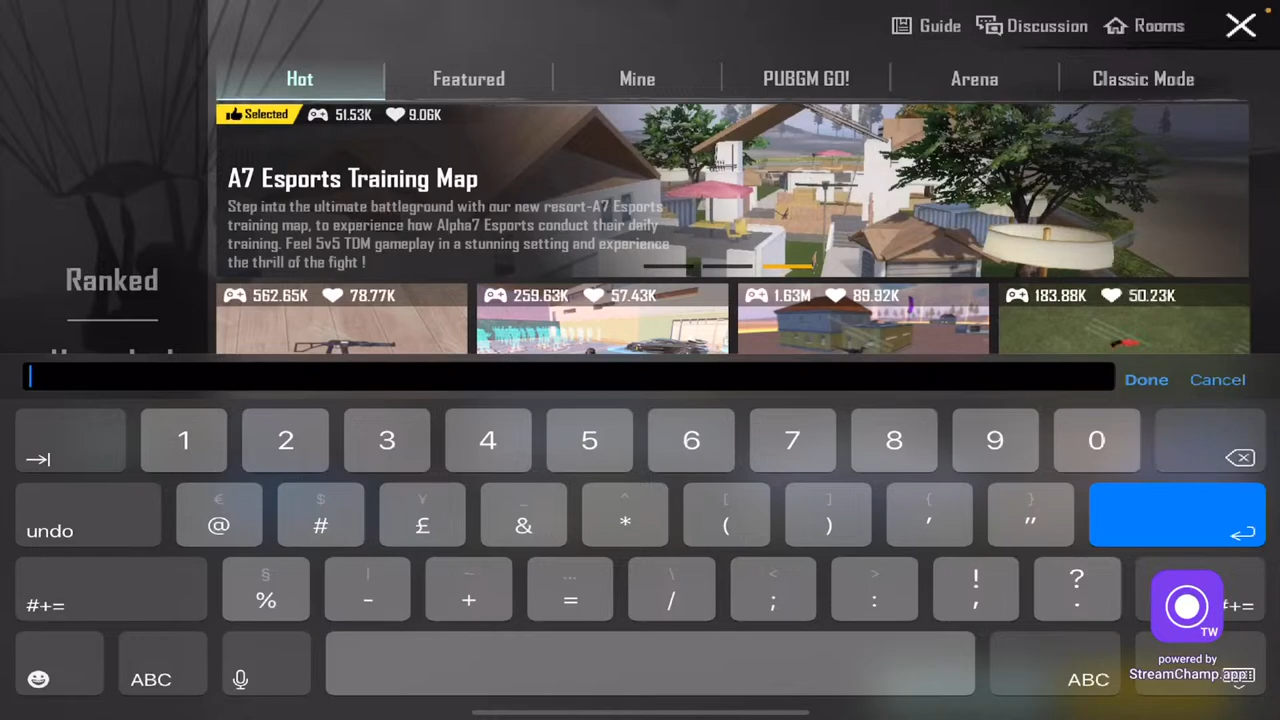 Guide Discussion Rooms
Hot Featured Mine PUBGM GO! Arena Classic Mode
Selected 51.53K 9.06K
A7 Esports Training Map
Step into the ultimate battleground with our new resort-A7 Esports
training map, to experience how Alpha7 Esports conduct their daily
training. Feel 5v5 TDM gameplay in a stunning setting and experience
the thrill of the fight !
Ranked
562.65K 78.77K 259.63K 57.43K 1.63M 89.92K 183.88K 50.23K
Done Cancel
1 2 3 4 5 6 7 8 9 0
€ $ ¥ _ ^ [ ] { }
undo @ # £ & * ( ) ' "
§ | ~ … \ < > ! ?
#+= % - + = / ; : , . #+=
TW
ABC ABC
powered by
StreamChamp.app